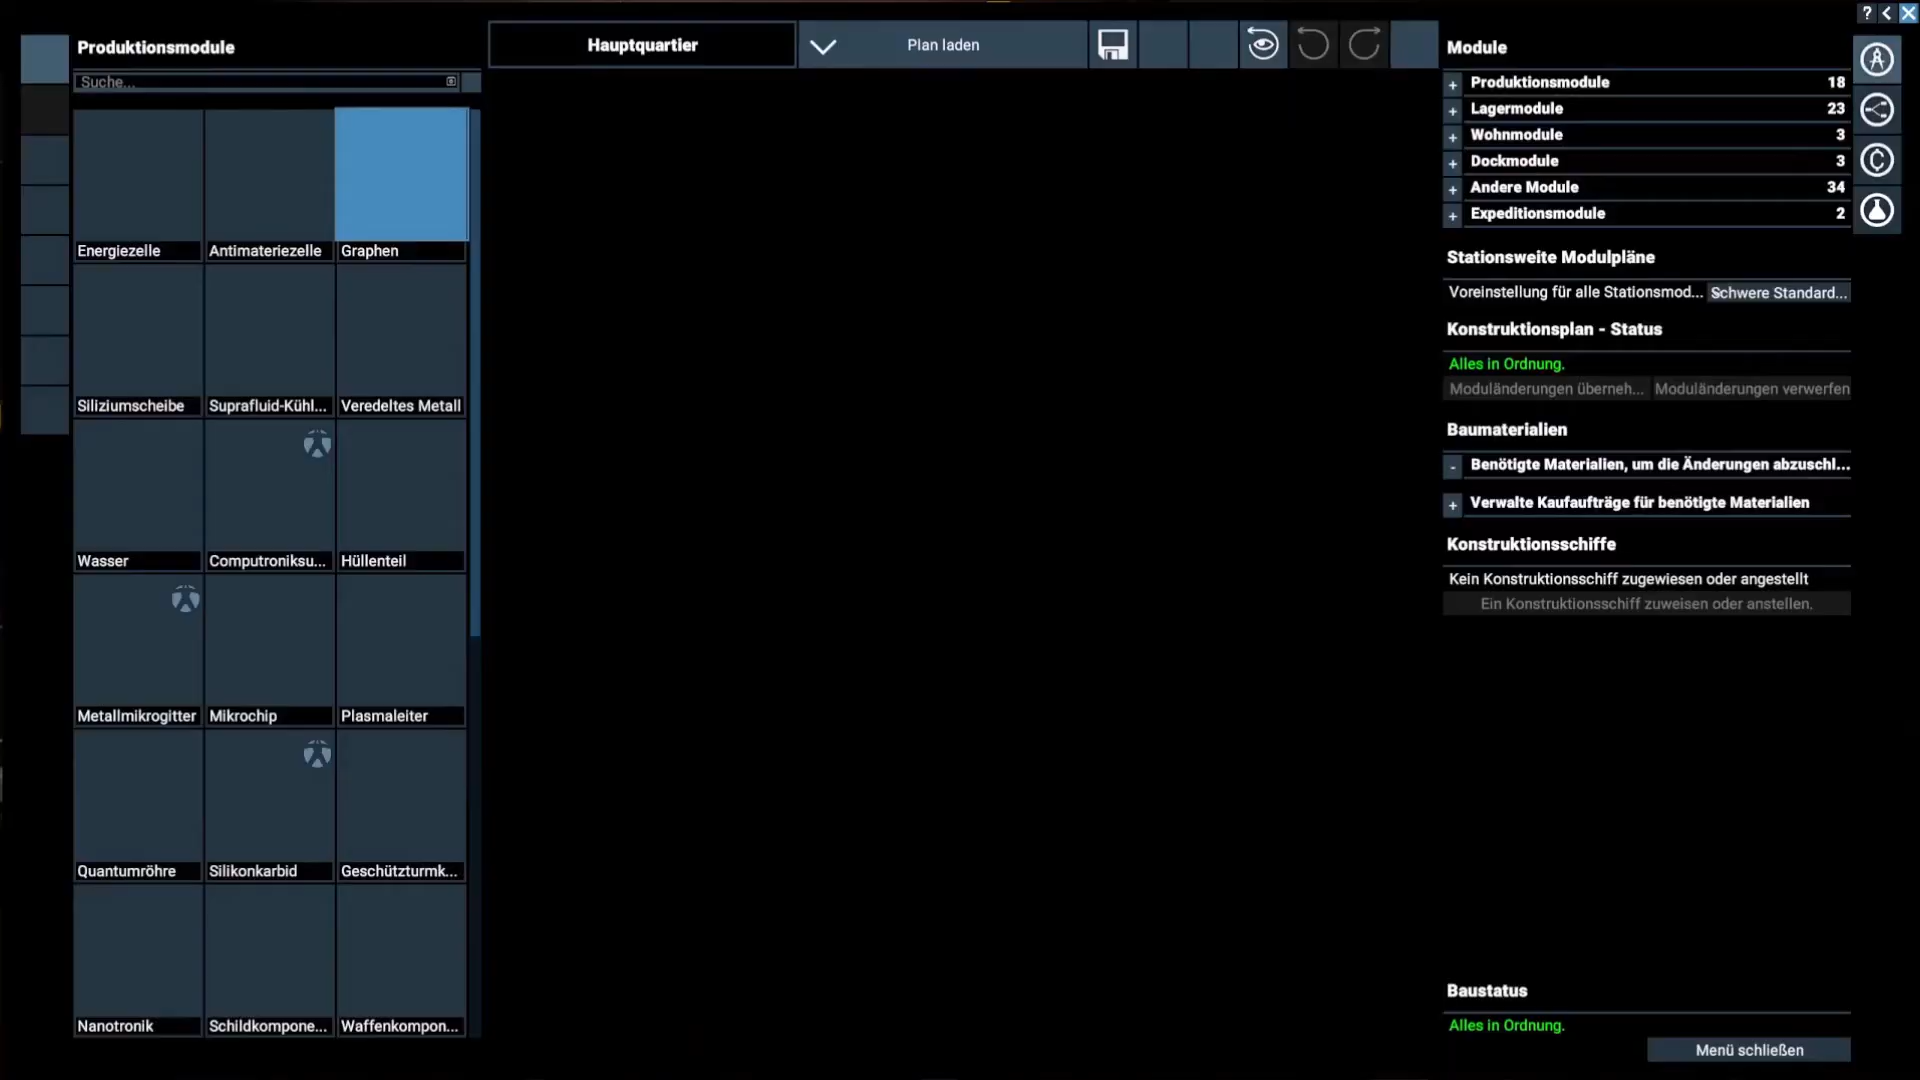 Produktionsmodule
Suche...
Energiezelle
Antimateriezelle
Graphen
Siliziumscheibe
Suprafluid-Kühl...
Veredeltes Metall
Wasser
Computroniksu...
Hüllenteil
Metallmikrogitter
Mikrochip
Plasmaleiter
Quantumröhre
Silikonkarbid
Geschützturmk...
Nanotronik
Schildkompone...
Waffenkompon...
Hauptquartier
Plan laden
?
Module
+ Produktionsmodule 18
+ Lagermodule 23
+ Wohnmodule 3
+ Dockmodule 3
+ Andere Module 34
+ Expeditionsmodule 2
Stationsweite Modulpläne
Voreinstellung für alle Stationsmod... Schwere Standard...
Konstruktionsplan - Status
Alles in Ordnung.
Moduländerungen überneh... Moduländerungen verwerfen
Baumaterialien
- Benötigte Materialien, um die Änderungen abzuschl...
+ Verwalte Kaufaufträge für benötigte Materialien
Konstruktionsschiffe
Kein Konstruktionsschiff zugewiesen oder angestellt
Ein Konstruktionsschiff zuweisen oder anstellen.
Baustatus
Alles in Ordnung.
Menü schließen